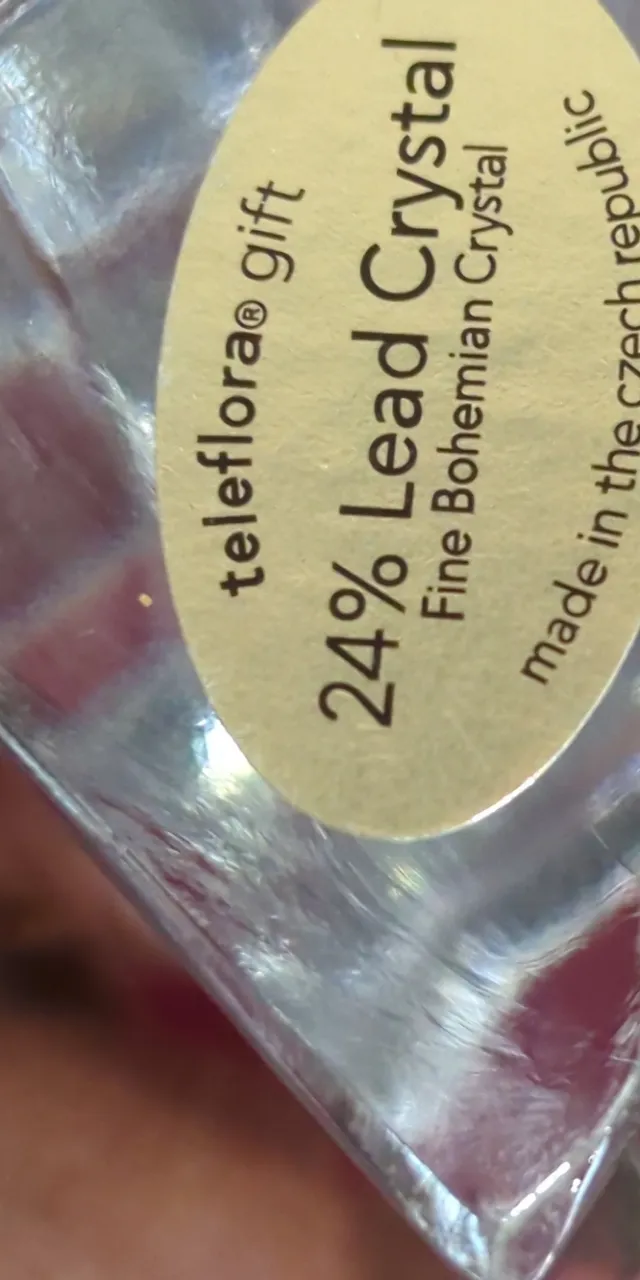 teleflora® gift
24% Lead Crystal
Fine Bohemian Crystal
made in the czech republic